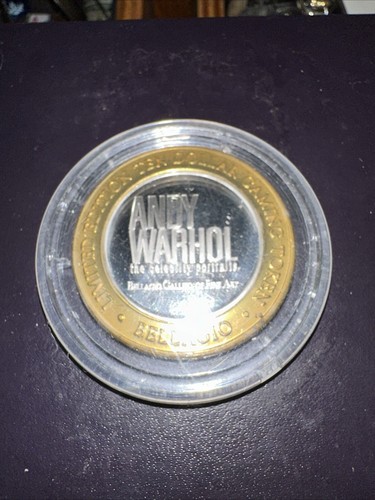 LIMITED EDITION TEN DOLLAR GAMING TOKEN
ANDY
WARHOL
the celebrity portraits
BELLAGIO GALLERY OF FINE ART
• BELLAGIO •